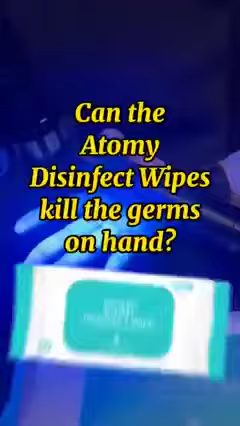 Can the
Atomy
Disinfect Wipes
kill the germs
on hand?